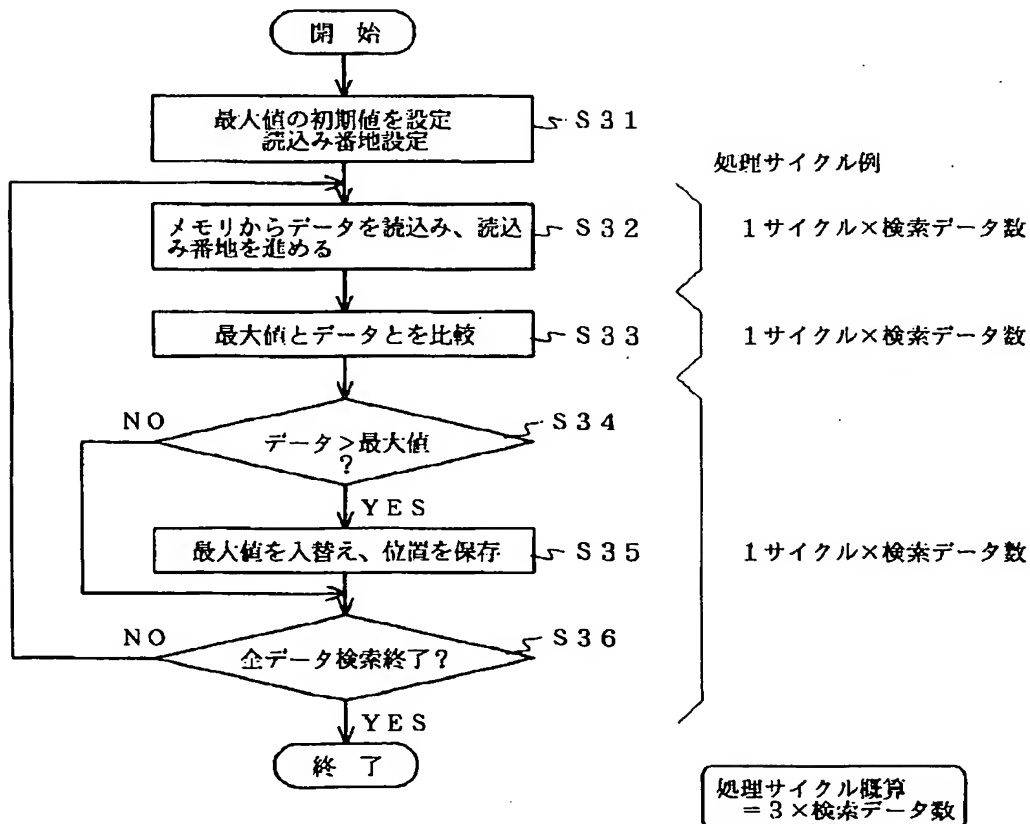 開 始
最大値の初期値を設定
読込み番地設定
S31
処理サイクル例
メモリからデータを読込み、読込
み番地を進める
S32
1サイクル×検索データ数
最大値とデータとを比較
S33
1サイクル×検索データ数
NO
データ>最大値
?
S34
YES
最大値を入替え、位置を保存
S35
1サイクル×検索データ数
NO
全データ検索終了?
S36
YES
終 了
処理サイクル概算
=3×検索データ数